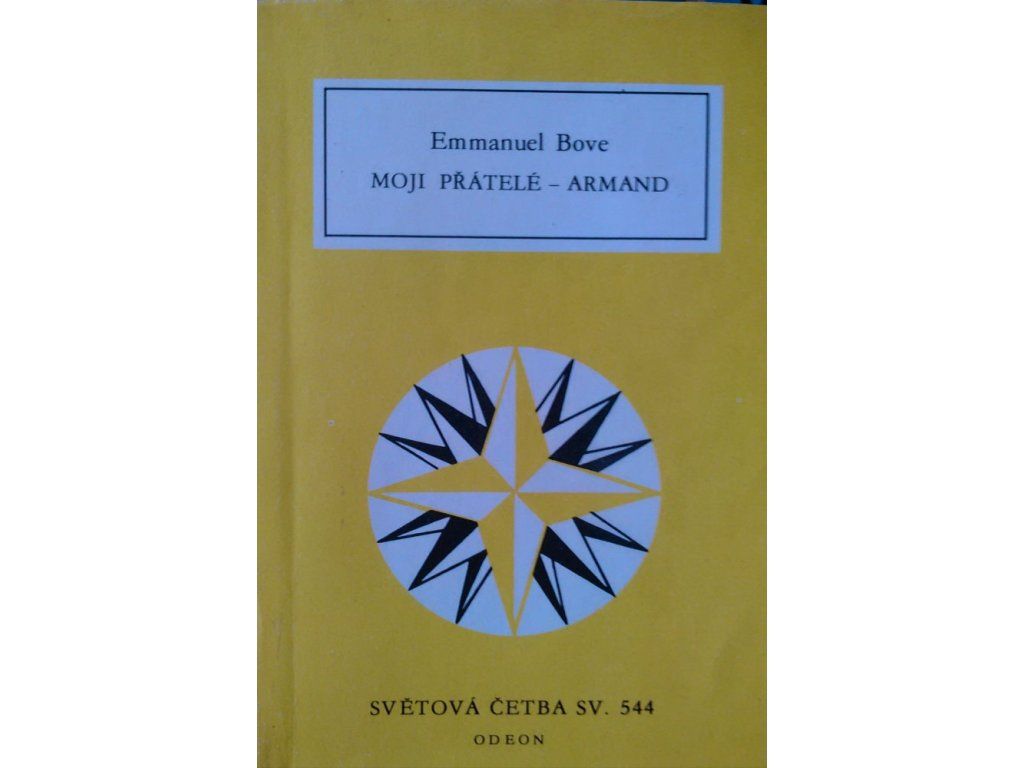 Emmanuel Bove
MOJI PŘÁTELÉ – ARMAND
SVĚTOVÁ ČETBA SV. 544
ODEON